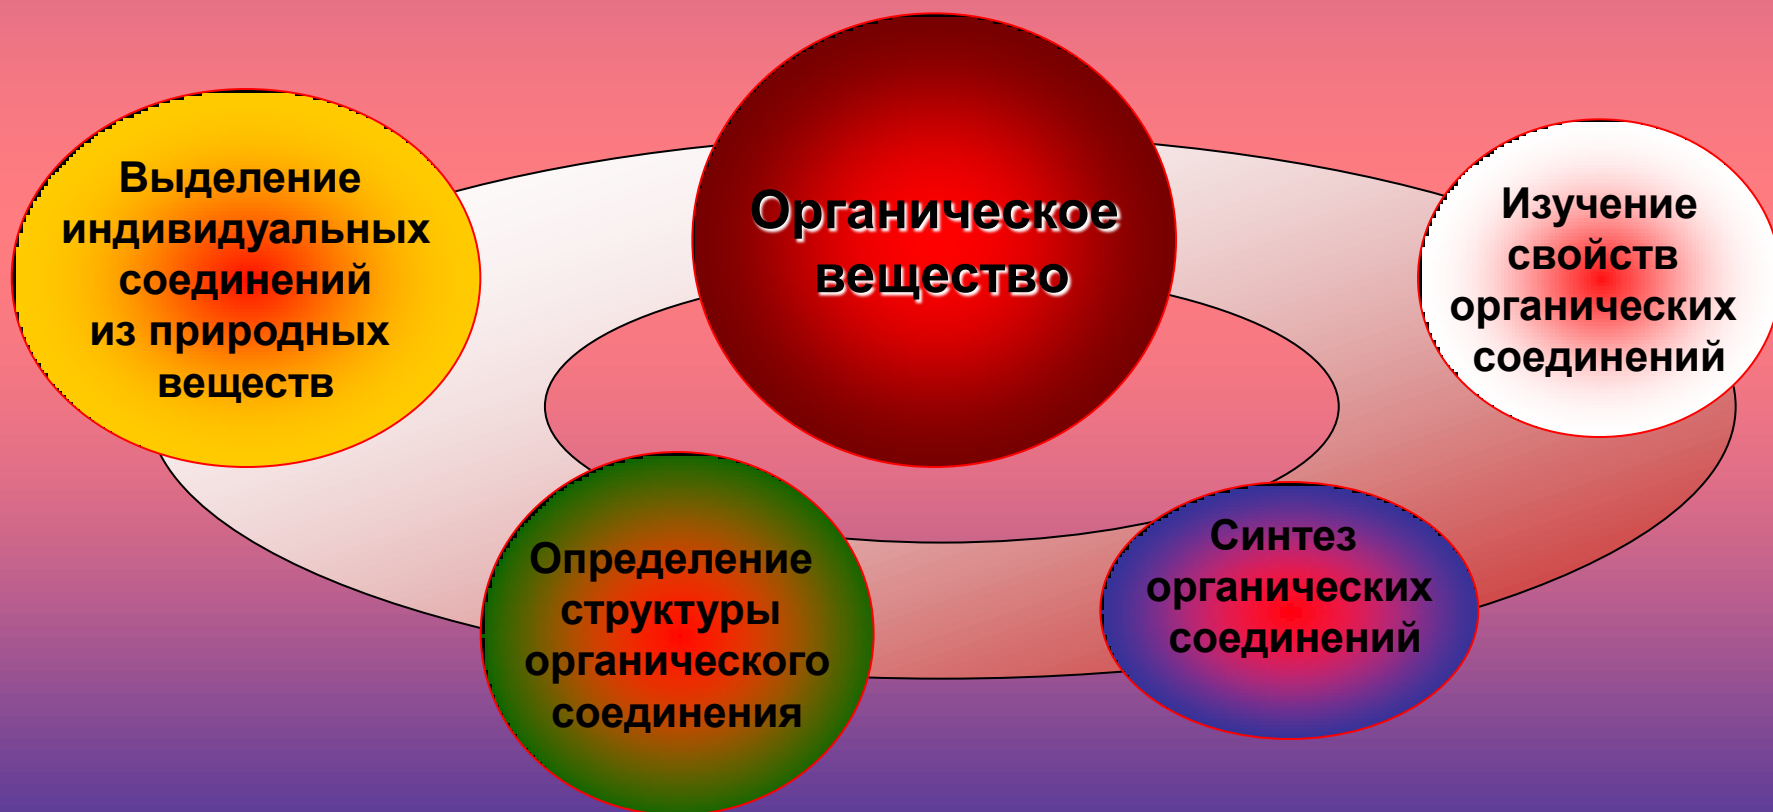 Органическое
вещество
Выделение
индивидуальных
соединений
из природных
веществ
Изучение
свойств
органических
соединений
Определение
структуры
органического
соединения
Синтез
органических
соединений